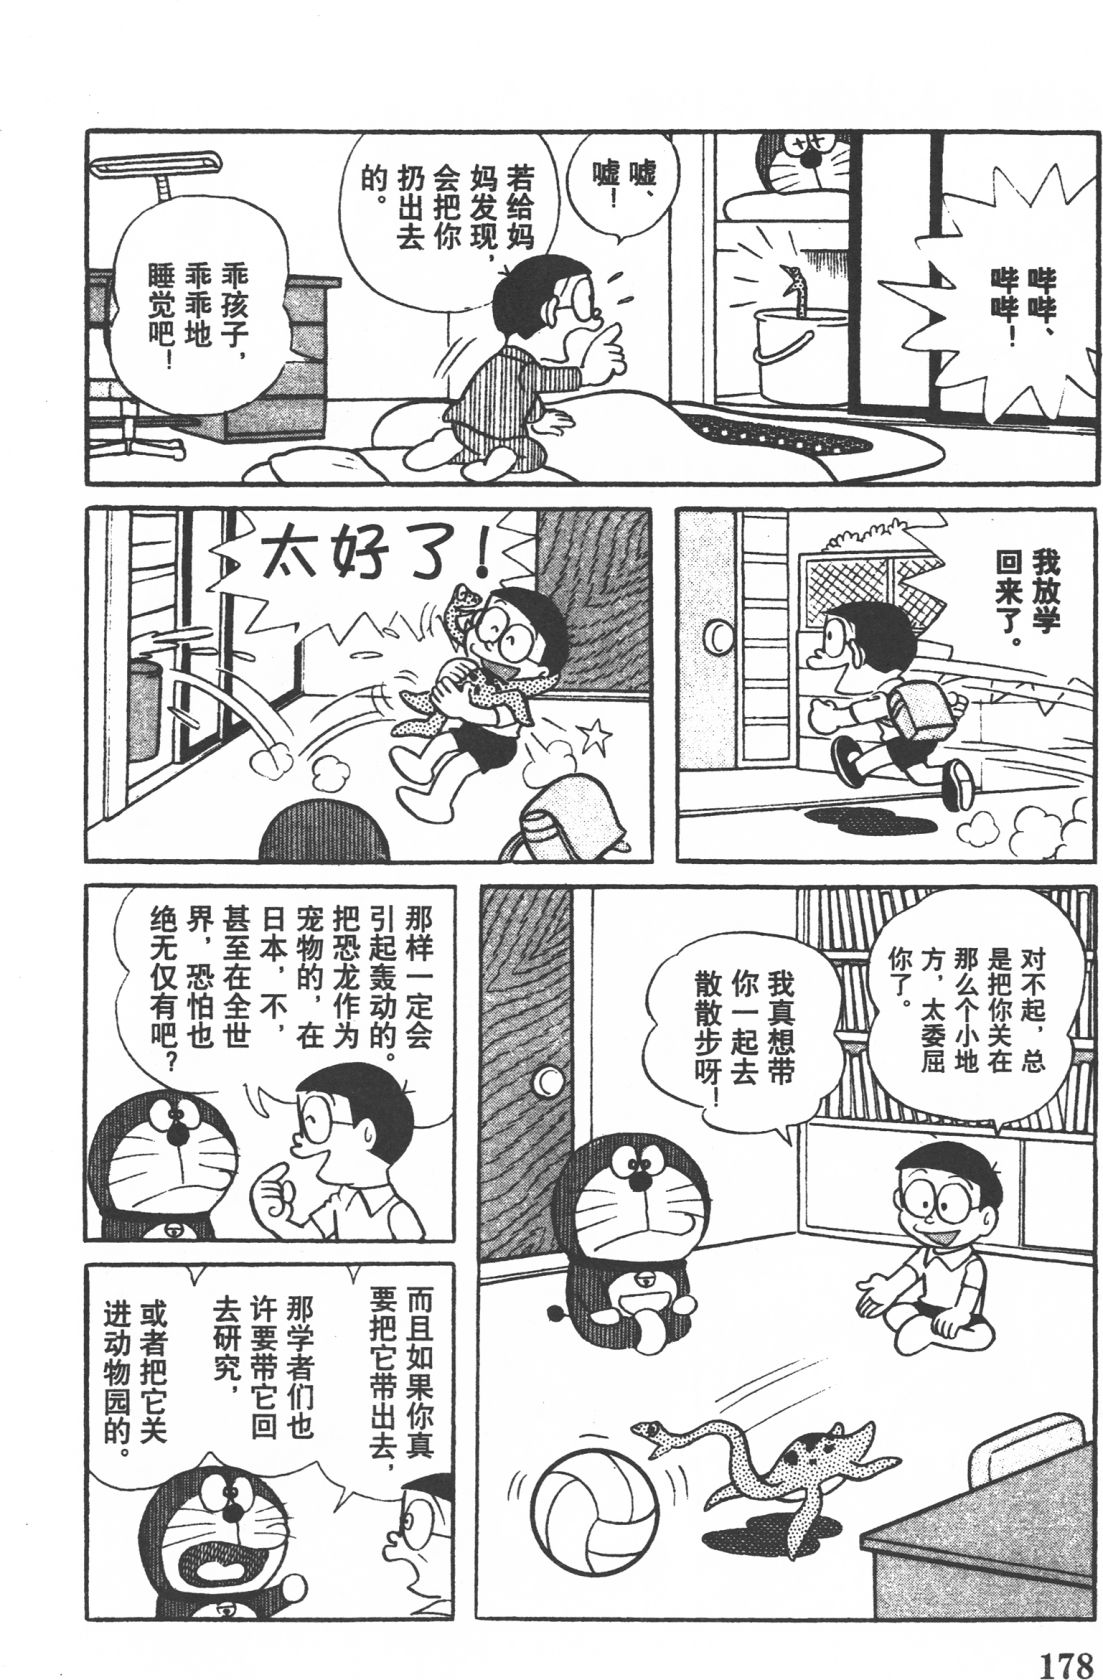 哔哔、
哔哔！
嘘、
嘘！
若给妈
妈发现，
会把你
扔出去
的。
乖孩子，
乖乖地
睡觉吧！
我放学
回来了。
太好了！
对不起，总
是把你关在
那么个小地
方，太委屈
你了。
我真想带
你一起去
散散步呀！
那样一定会
引起轰动的。
把恐龙作为
宠物的，在
日本，不，
甚至在全世
界，恐怕也
绝无仅有吧？
而且如果你真
要把它带出去，
那学者们也
许要带它回
去研究，
或者把它关
进动物园的。
178